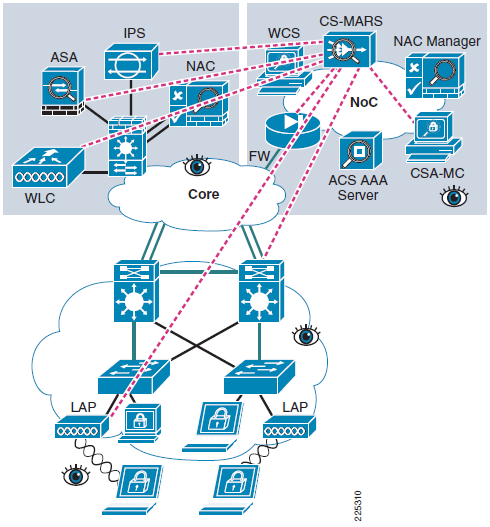 IPS
ASA
NAC
WLC
WCS
CS-MARS
NAC Manager
NoC
FW
ACS AAA
Server
CSA-MC
Core
LAP
LAP
225310